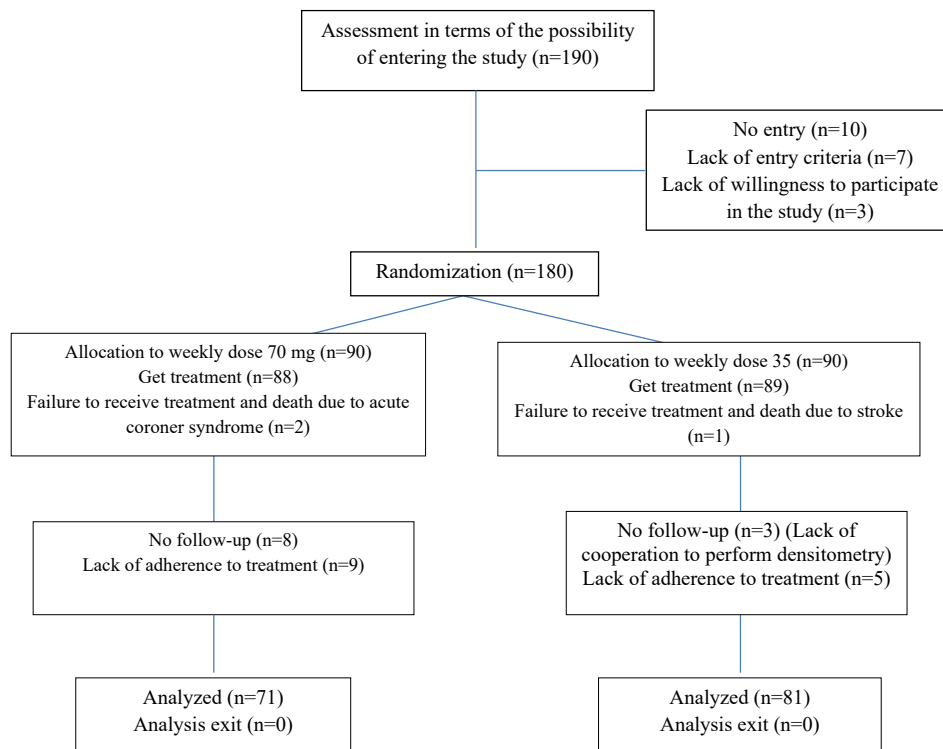 Assessment in terms of the possibility
of entering the study (n=190)
No entry (n=10)
Lack of entry criteria (n=7)
Lack of willingness to participate
in the study (n=3)
Randomization (n=180)
Allocation to weekly dose 70 mg (n=90)
Get treatment (n=88)
Failure to receive treatment and death due to acute
coroner syndrome (n=2)
Allocation to weekly dose 35 (n=90)
Get treatment (n=89)
Failure to receive treatment and death due to stroke
(n=1)
No follow-up (n=8)
Lack of adherence to treatment (n=9)
No follow-up (n=3) (Lack of
cooperation to perform densitometry)
Lack of adherence to treatment (n=5)
Analyzed (n=71)
Analysis exit (n=0)
Analyzed (n=81)
Analysis exit (n=0)